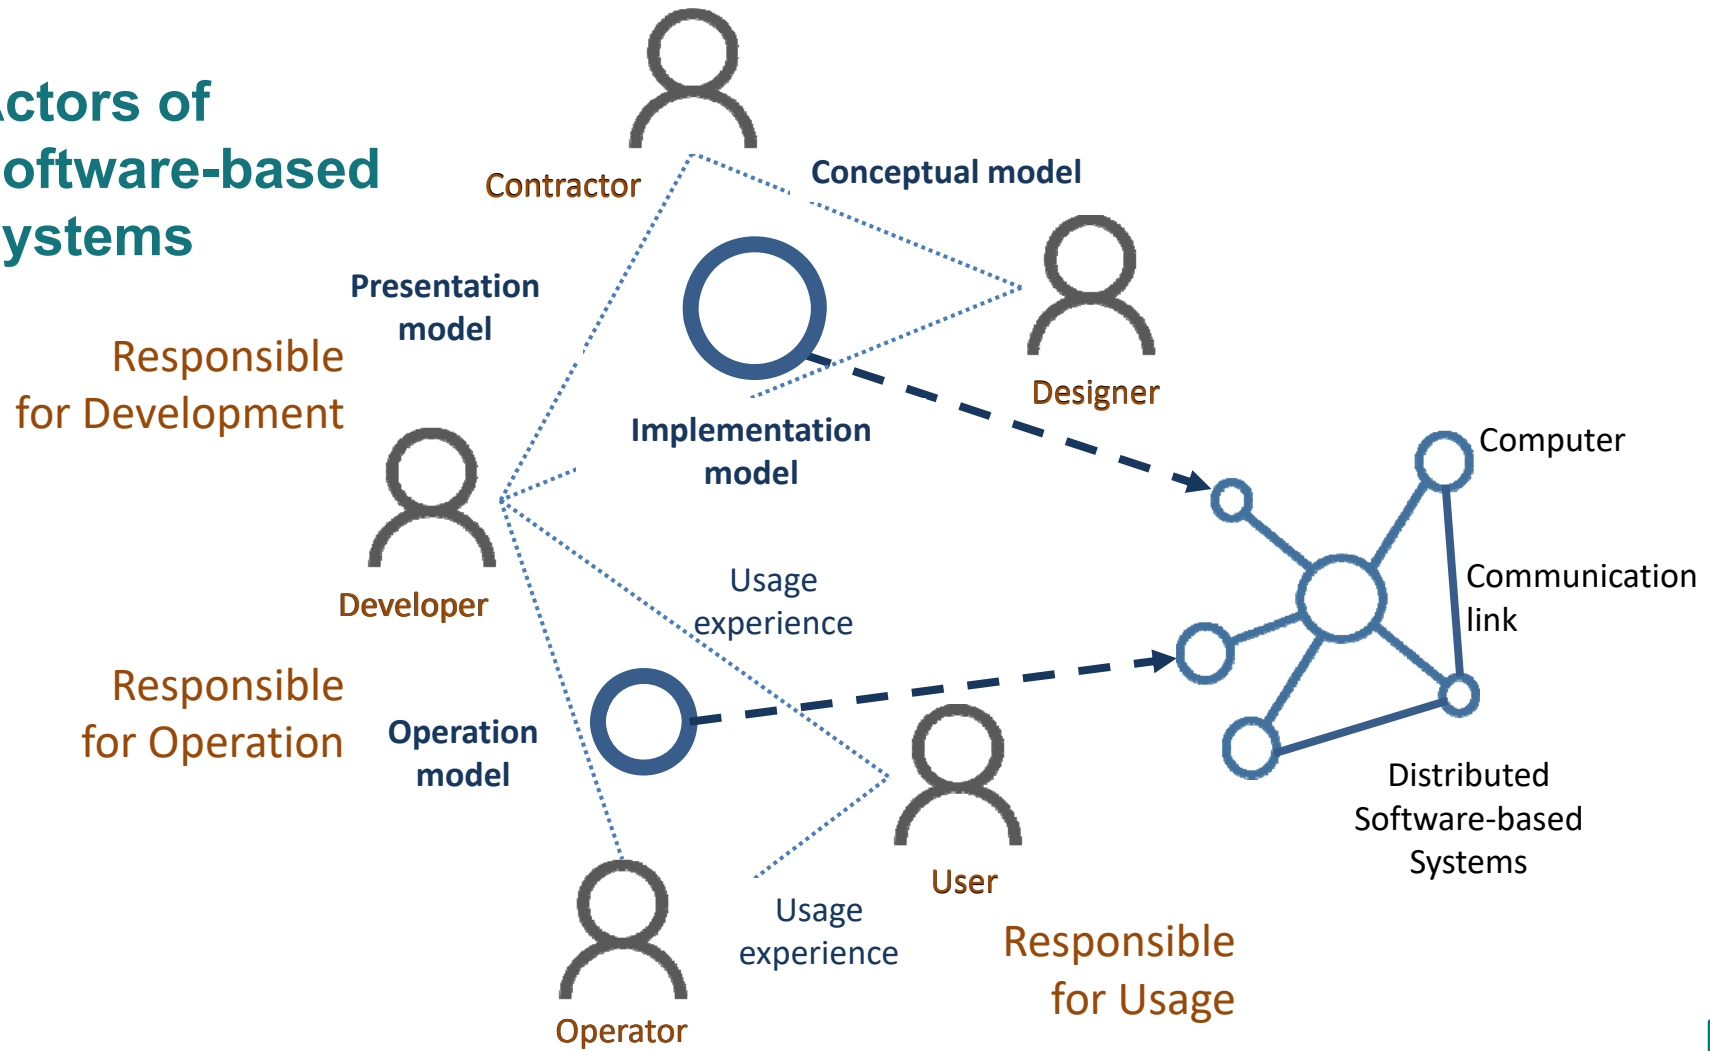 ctors of
oftware-based
ystems
Contractor
Conceptual model
Presentation
model
Responsible
for Development
Designer
Implementation
model
Computer
Developer
Usage
experience
Communication
link
Responsible
for Operation
Operation
model
Distributed
Software-based
Systems
User
Usage
experience
Responsible
for Usage
Operator